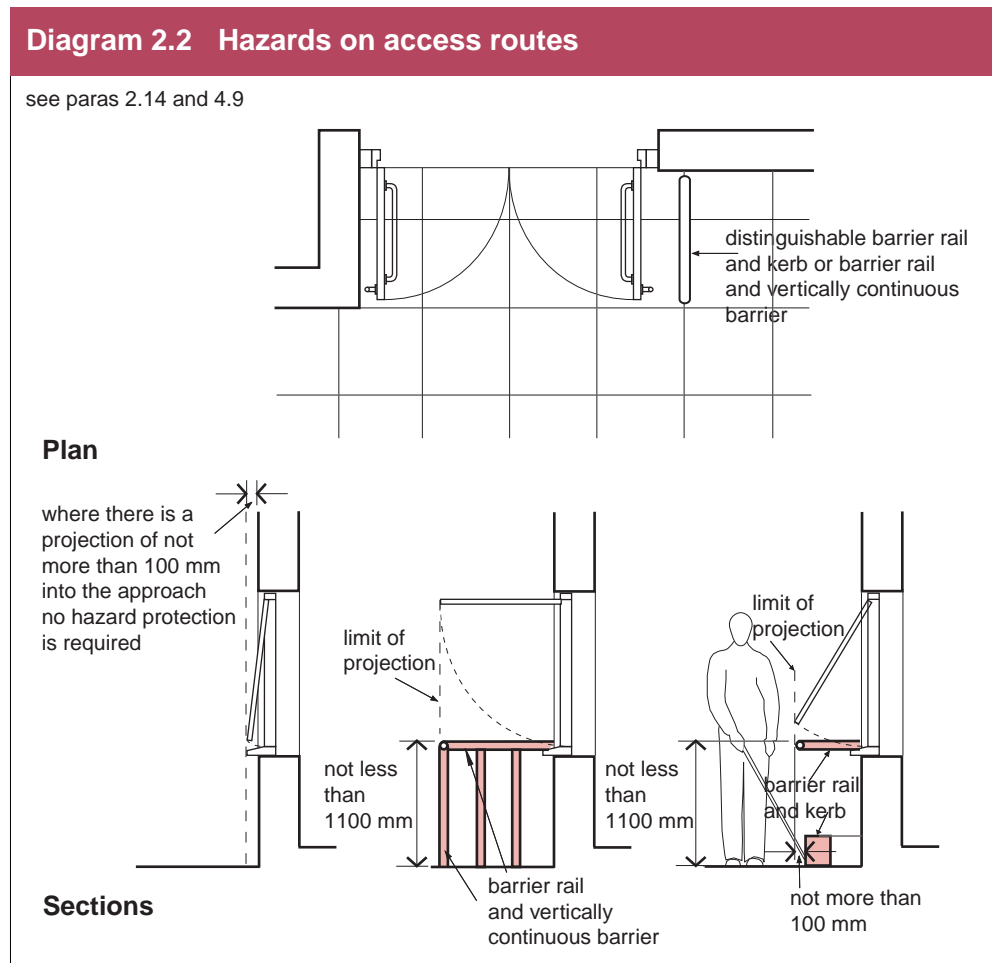 Diagram 2.2 Hazards on access routes
see paras 2.14 and 4.9
distinguishable barrier rail
and kerb or barrier rail
and vertically continuous
barrier
Plan
where there is a
projection of not
more than 100 mm
into the approach
no hazard protection
is required
limit of
projection
not less
than
1100 mm
barrier rail
and vertically
continuous barrier
limit of
projection
not less
than
1100 mm
barrier rail
and kerb
not more than
100 mm
Sections